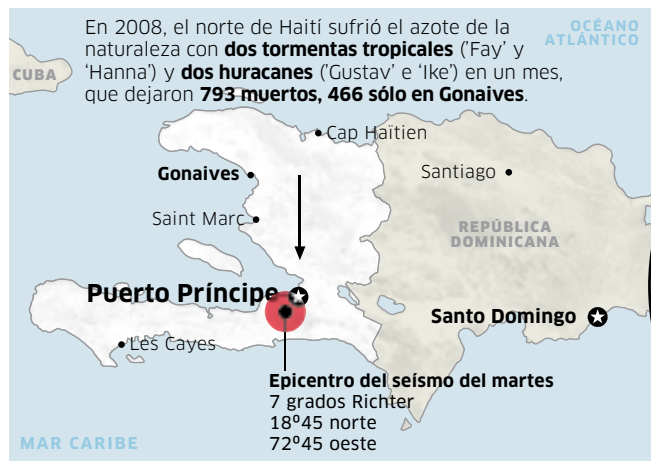 En 2008, el norte de Haití sufrió el azote de la
naturaleza con dos tormentas tropicales ('Fay' y
'Hanna') y dos huracanes ('Gustav' e 'Ike') en un mes,
que dejaron 793 muertos, 466 sólo en Gonaives.
OCÉANO
ATLÁNTICO
CUBA
Cap Haïtien
Gonaives
Santiago
Saint Marc
REPÚBLICA
DOMINICANA
Puerto Príncipe
Santo Domingo
Les Cayes
Epicentro del seísmo del martes
7 grados Richter
18º45 norte
72º45 oeste
MAR CARIBE